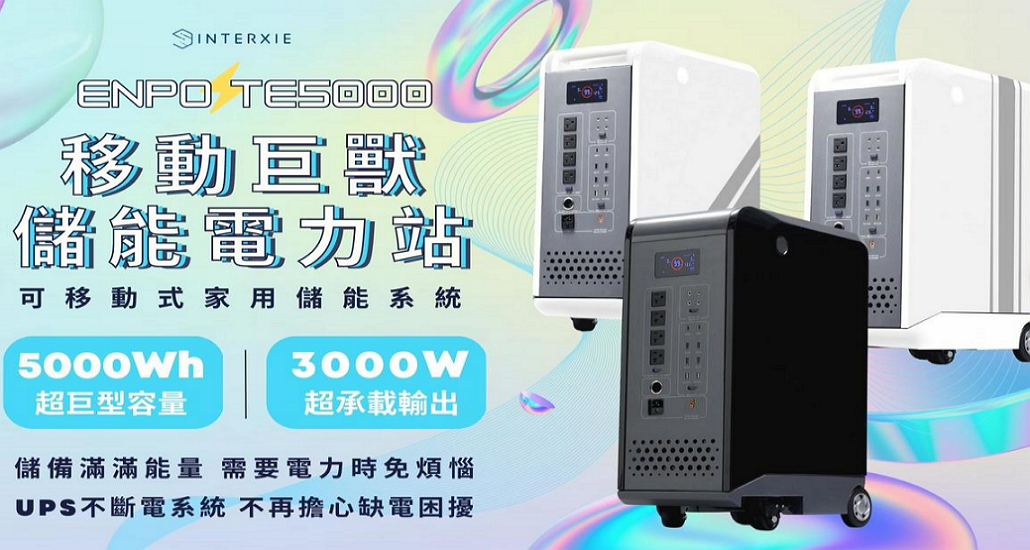 INTERXIE
ENPO TE5000
移動巨獸
儲能電力站
可移動式家用儲能系統
5000Wh
超巨型容量
3000W
超承載輸出
儲備滿滿能量 需要電力時免煩惱
UPS不斷電系統 不再擔心缺電困擾
99
99
99